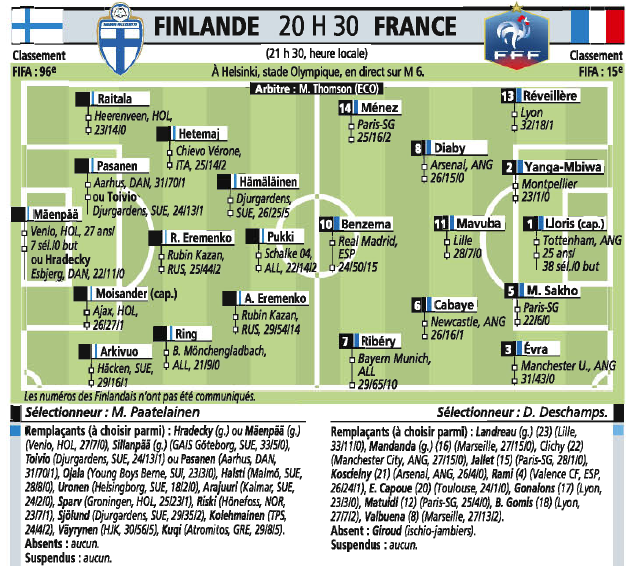 FINLANDE 20 H 30 FRANCE
Classement
FIFA : 96e
(21 h 30, heure locale)
À Helsinki, stade Olympique, en direct sur M 6.
Classement
FIFA : 15e
Arbitre : M. Thomson (ECO)
Raitala
Heerenveen, HOL,
23/14/0
Hetemaj
Chievo Vérone,
ITA, 25/14/2
Pasanen
Aarhus, DAN, 31/70/1
ou Toivio
Djurgardens, SUE, 24/13/1
Hämäläinen
Djurgardens,
SUE, 26/25/5
Mäenpää
Venlo, HOL, 27 ans/
7 sél./0 but
ou Hradecky
Esbjerg, DAN, 22/11/0
R. Eremenko
Rubin Kazan,
RUS, 25/44/2
Pukki
Schalke 04,
ALL, 22/14/2
Moisander (cap.)
Ajax, HOL,
26/27/1
A. Eremenko
Rubin Kazan,
RUS, 29/54/14
Ring
B. Mönchengladbach,
ALL, 21/9/0
Arkivuo
Häcken, SUE,
29/16/1
14 Ménez
Paris-SG
25/16/2
13 Réveillère
Lyon
32/18/1
8 Diaby
Arsenal, ANG
26/15/0
2 Yanga-Mbiwa
Montpellier
23/1/0
10 Benzema
Real Madrid,
ESP
24/50/15
11 Mavuba
Lille
28/7/0
1 Lloris (cap.)
Tottenham, ANG
25 ans/
38 sél./0 but
5 M. Sakho
Paris-SG
22/6/0
6 Cabaye
Newcastle, ANG
26/16/1
7 Ribéry
Bayern Munich,
ALL
29/65/10
3 Évra
Manchester U., ANG
31/43/0
Les numéros des Finlandais n'ont pas été communiqués.
Sélectionneur : M. Paatelainen
Remplaçants (à choisir parmi) : Hradecky (g.) ou Mäenpää (g.)
(Venlo, HOL, 27/7/0), Sillanpää (g.) (GAIS Göteborg, SUE, 33/5/0),
Toivio (Djurgardens, SUE, 24/13/1) ou Pasanen (Aarhus, DAN,
31/70/1), Ojala (Young Boys Berne, SUI, 23/3/0), Halsti (Malmö, SUE,
28/8/0), Uronen (Helsingborg, SUE, 18/2/0), Arajuuri (Kalmar, SUE,
24/2/0), Sparv (Groningen, HOL, 25/23/1), Riski (Hönefoss, NOR,
23/7/1), Sjölund (Djurgardens, SUE, 29/35/2), Kolehmainen (TPS,
24/4/2), Väyrynen (HJK, 30/56/5), Kuqi (Atromitos, GRE, 29/8/5).
Absents : aucun.
Suspendus : aucun.
Sélectionneur : D. Deschamps.
Remplaçants (à choisir parmi) : Landreau (g.) (23) (Lille,
33/11/0), Mandanda (g.) (16) (Marseille, 27/15/0), Clichy (22)
(Manchester City, ANG, 27/15/0), Jallet (15) (Paris-SG, 28/1/0),
Koscielny (21) (Arsenal, ANG, 26/4/0), Rami (4) (Valence CF, ESP,
26/24/1), E. Capoue (20) (Toulouse, 24/1/0), Gonalons (17) (Lyon,
23/3/0), Matuidi (12) (Paris-SG, 25/4/0), B. Gomis (18) (Lyon,
27/7/2), Valbuena (8) (Marseille, 27/13/2).
Absent : Giroud (ischio-jambiers).
Suspendu : aucun.
FFF